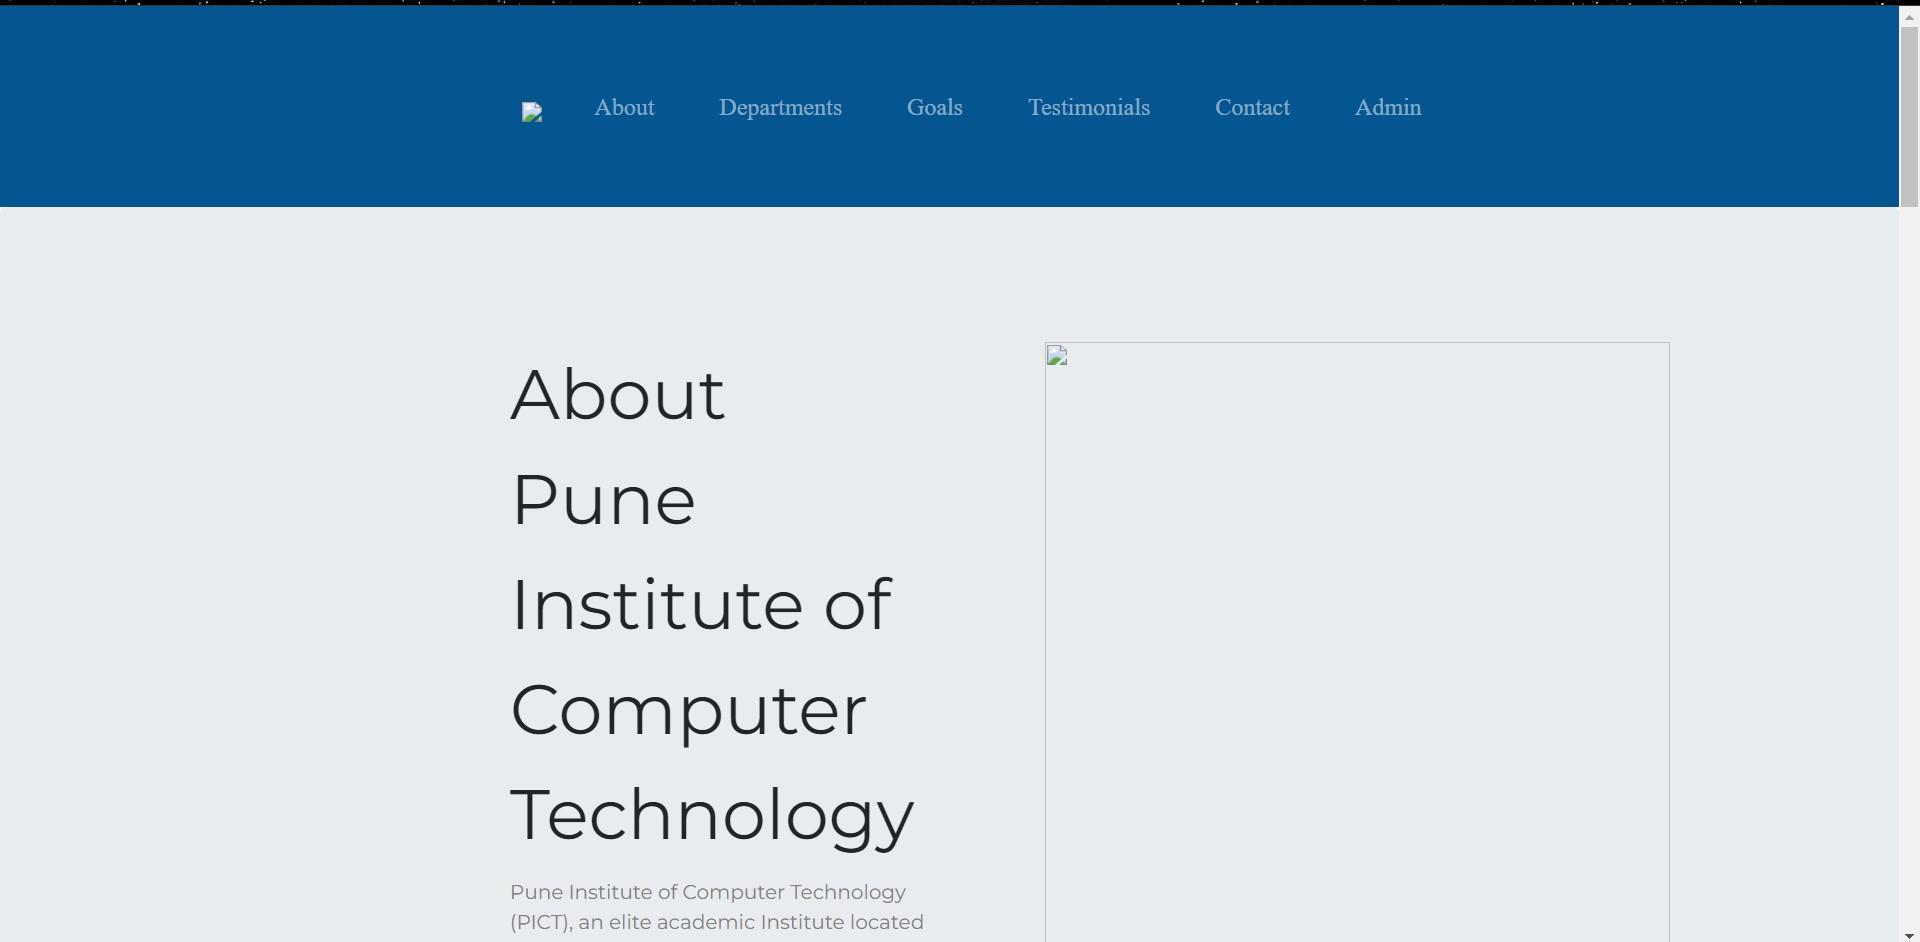 About Departments Goals Testimonials Contact Admin
About
Pune
Institute of
Computer
Technology
Pune Institute of Computer Technology
(PICT), an elite academic Institute located